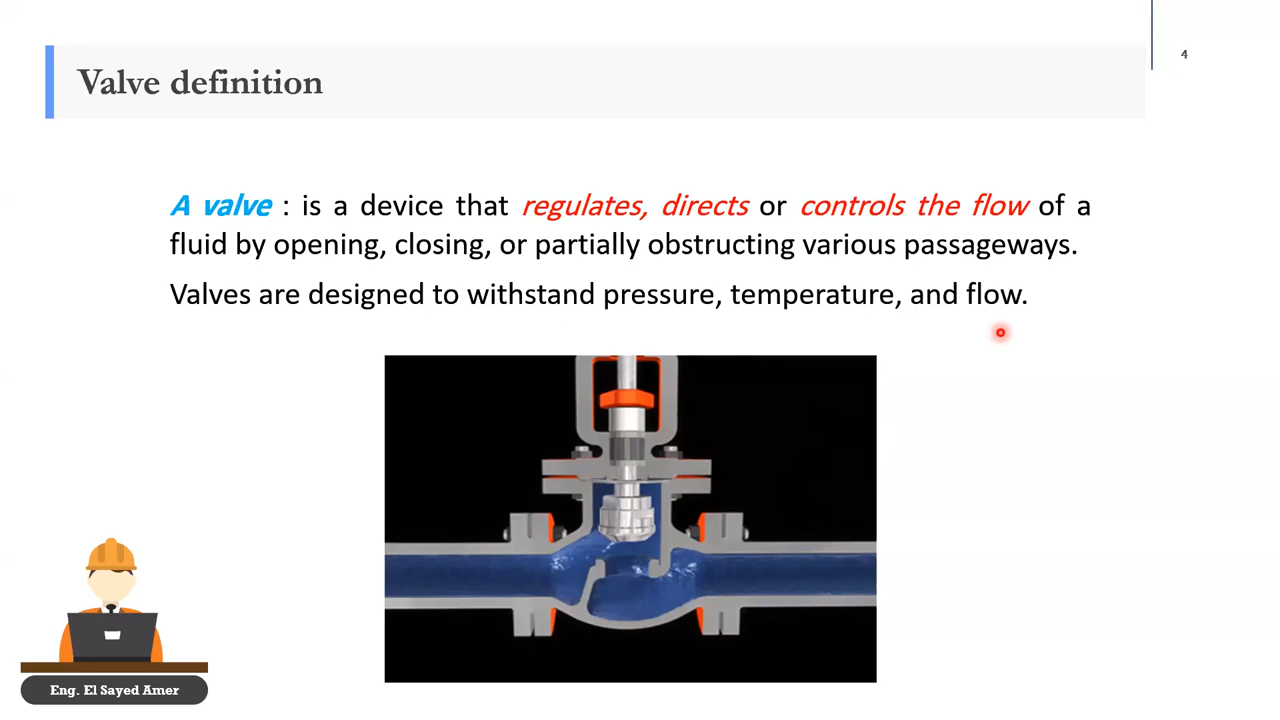 4
Valve definition
A valve : is a device that regulates, directs or controls the flow of a
fluid by opening, closing, or partially obstructing various passageways.
Valves are designed to withstand pressure, temperature, and flow.
Eng. El Sayed Amer